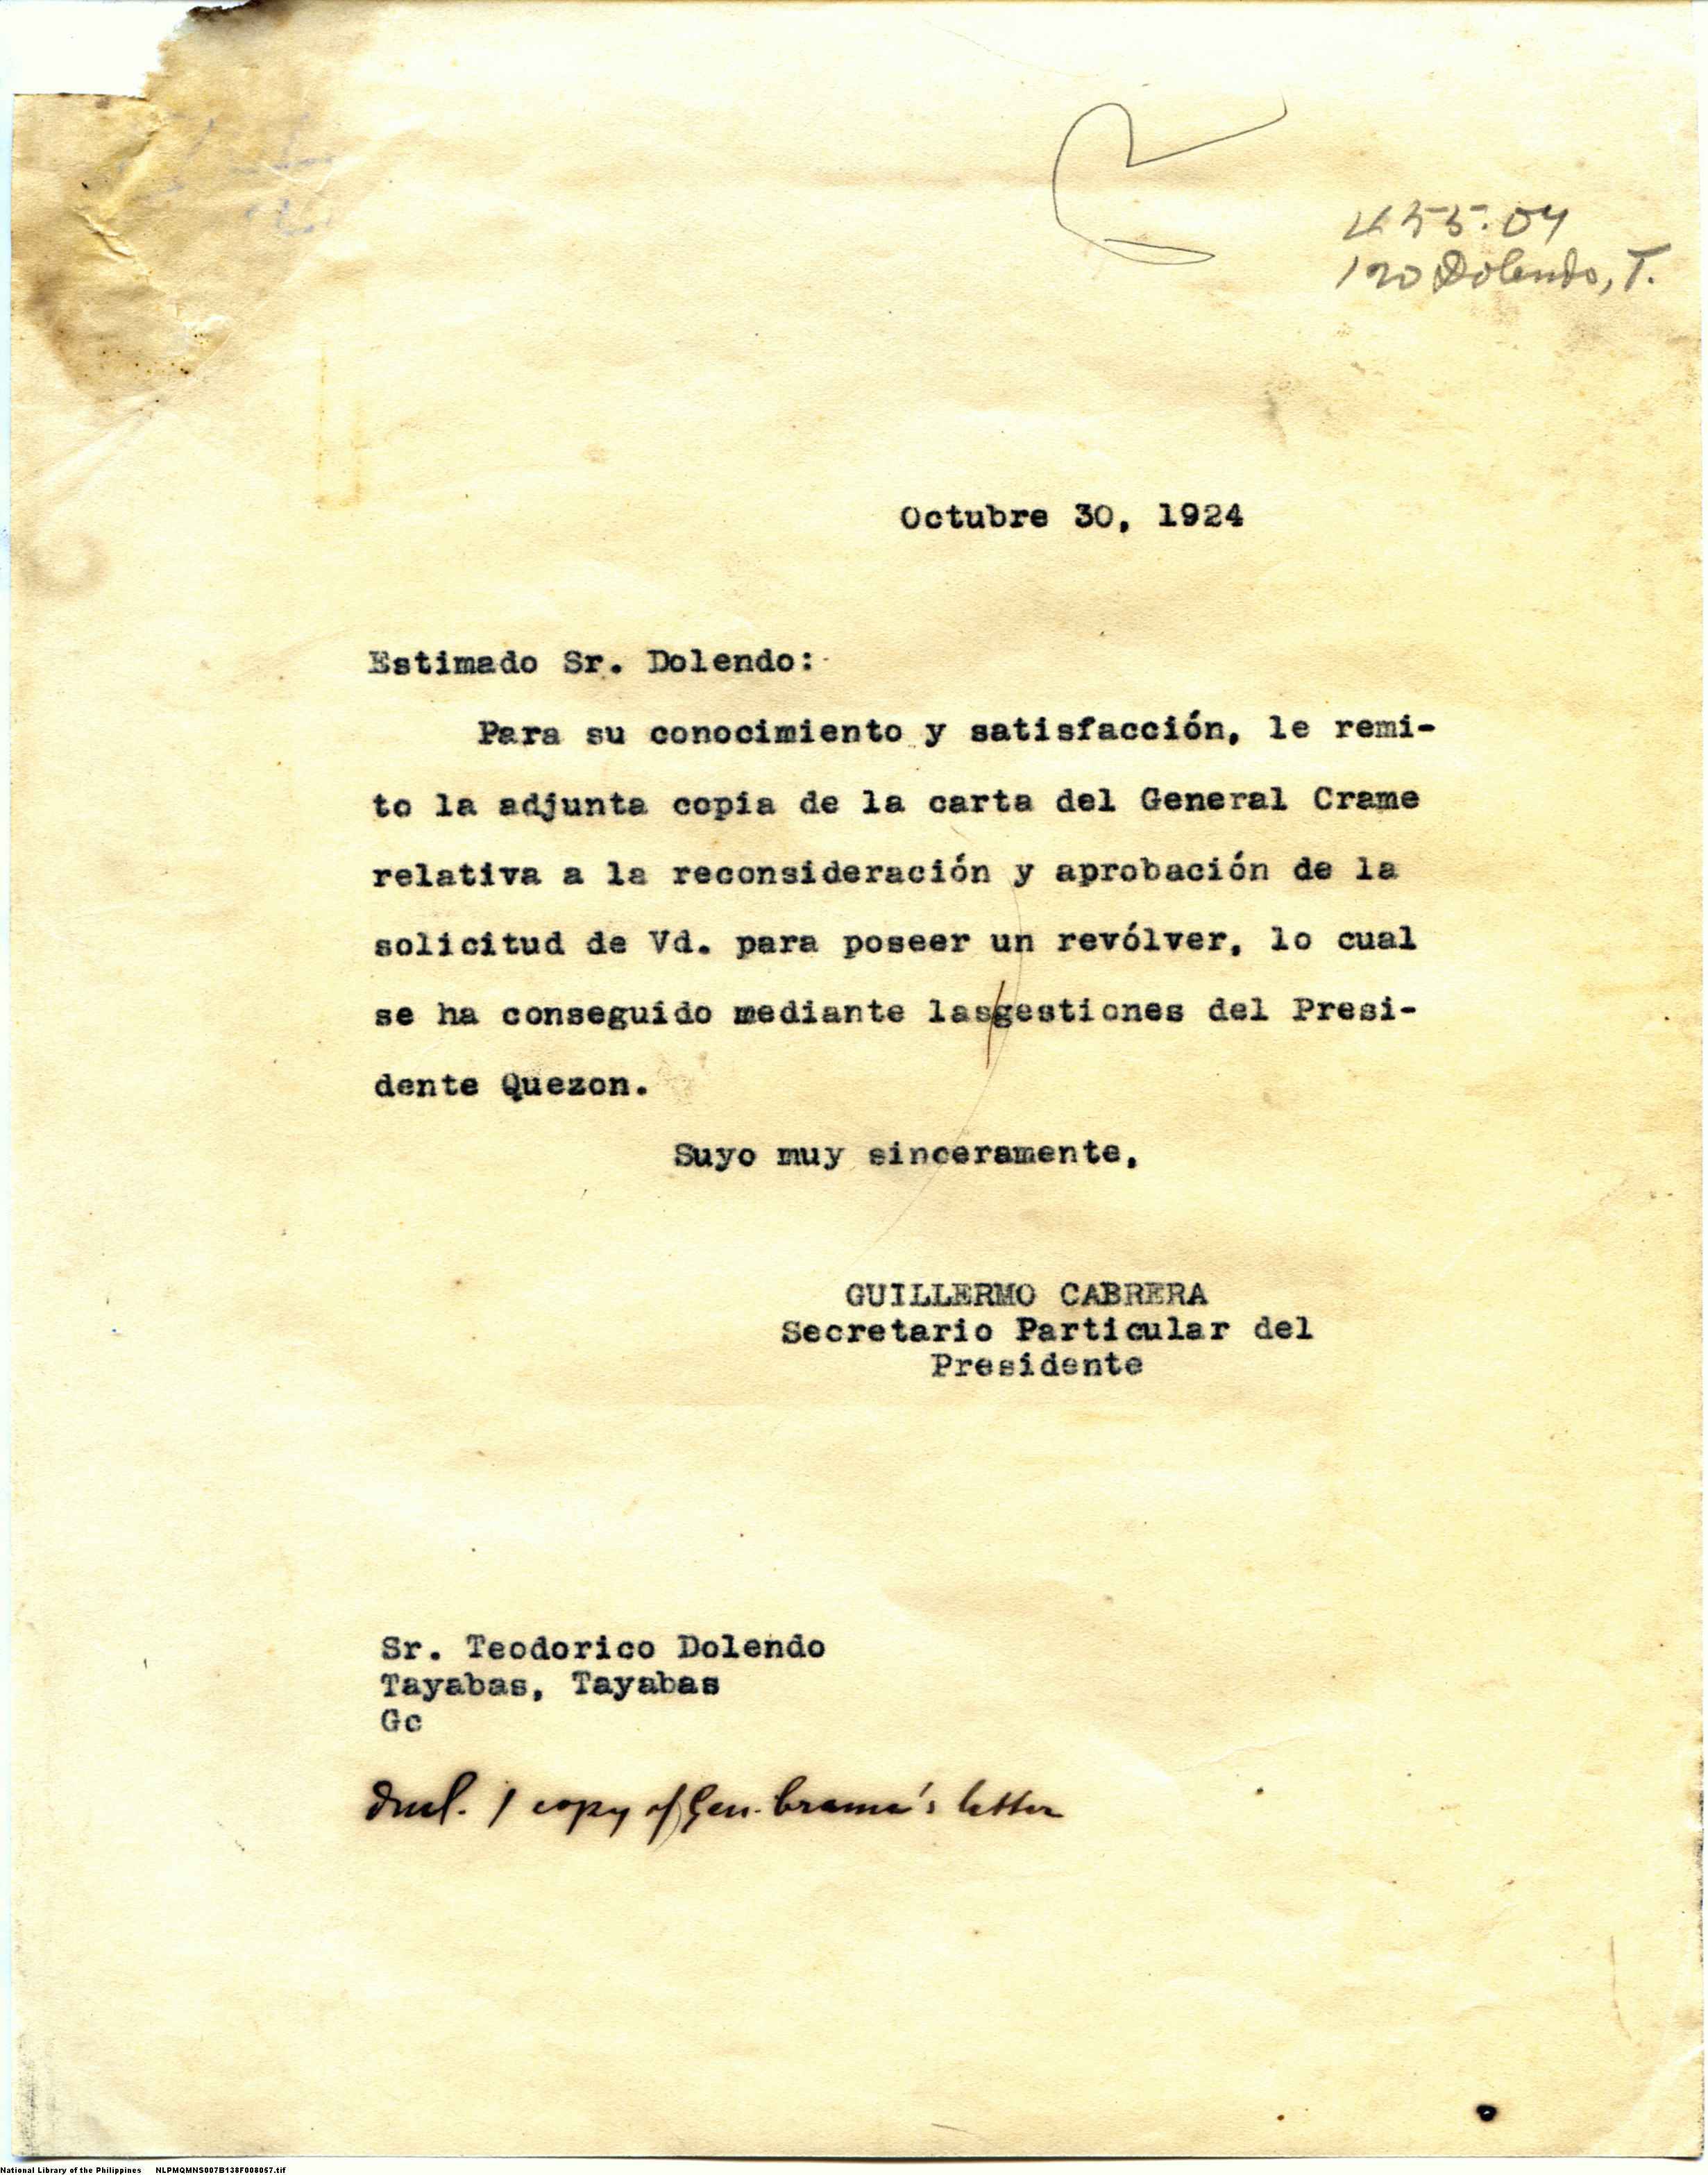 455.04
120 Dolendo, T.
Octubre 30, 1924
Estimado Sr. Dolendo:
Para su conocimiento y satisfacción, le remi-
to la adjunta copia de la carta del General Crame
relativa a la reconsideración y aprobación de la
solicitud de Vd. para poseer un revólver, lo cual
se ha conseguido mediante las/gestiones del Presi-
dente Quezon.
Suyo muy sinceramente,
GUILLERMO CABRERA
Secretario Particular del
Presidente
Sr. Teodorico Dolendo
Tayabas, Tayabas
Gc
Incl. 1 copy of Gen. Crame's letter
National Library of the Philippines NLPMQMNS007B138F008057.tif